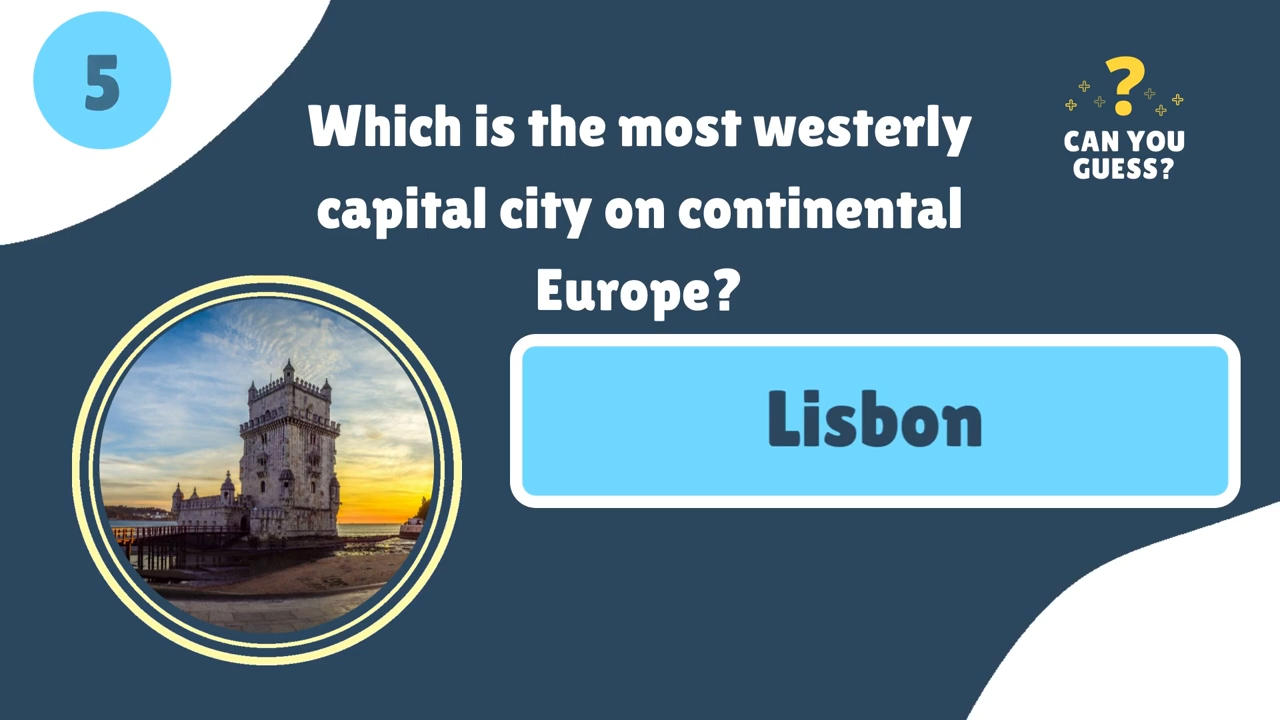 5
Which is the most westerly
capital city on continental
Europe?
?
CAN YOU
GUESS?
Lisbon